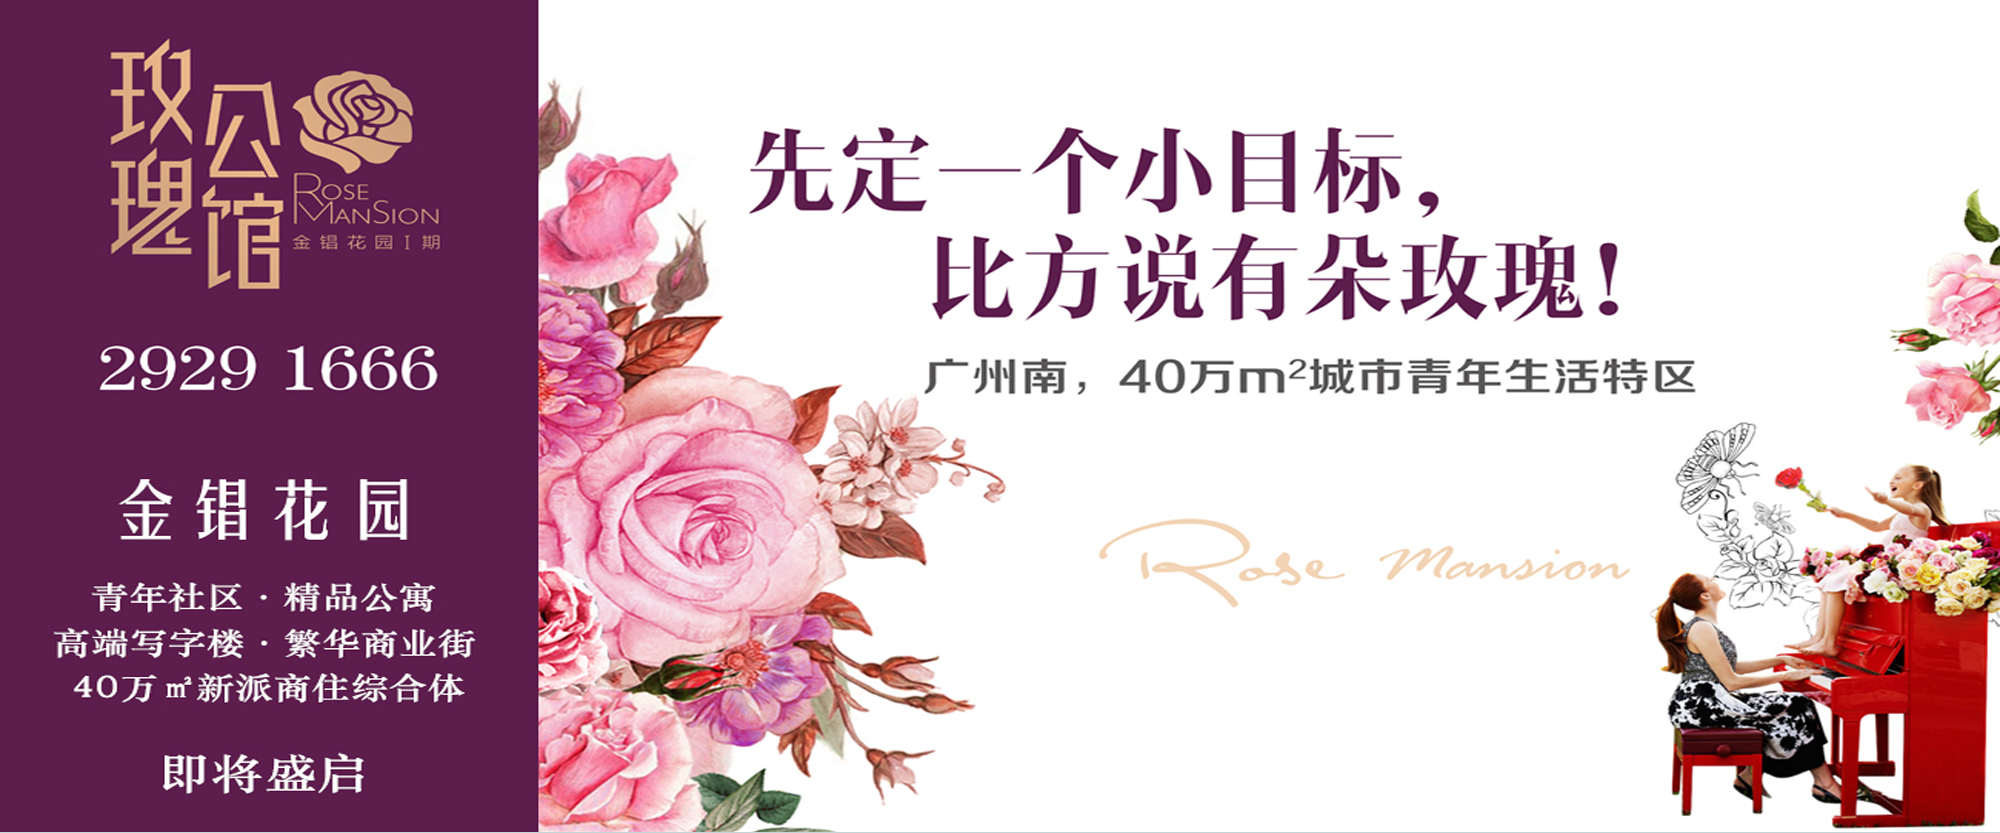 玫瑰
公馆
ROSE
MANSION
金锠花园I期
2929 1666
金锠花园
青年社区·精品公寓
高端写字楼·繁华商业街
40万㎡新派商住综合体
即将盛启
先定一个小目标，
比方说有朵玫瑰！
广州南，40万m²城市青年生活特区
Rose Mansion